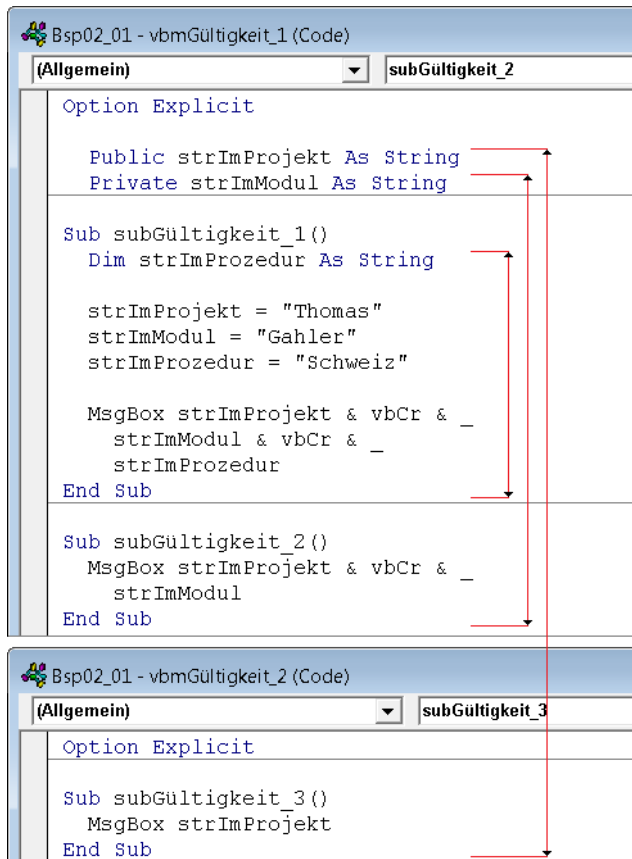 Bsp02_01 - vbmGültigkeit_1 (Code)
(Allgemein) subGültigkeit_2
Option Explicit
Public strImProjekt As String
Private strImModul As String
Sub subGültigkeit_1()
Dim strImProzedur As String
strImProjekt = "Thomas"
strImModul = "Gahler"
strImProzedur = "Schweiz"
MsgBox strImProjekt & vbCr & _
strImModul & vbCr & _
strImProzedur
End Sub
Sub subGültigkeit_2()
MsgBox strImProjekt & vbCr & _
strImModul
End Sub
Bsp02_01 - vbmGültigkeit_2 (Code)
(Allgemein) subGültigkeit_3
Option Explicit
Sub subGültigkeit_3()
MsgBox strImProjekt
End Sub